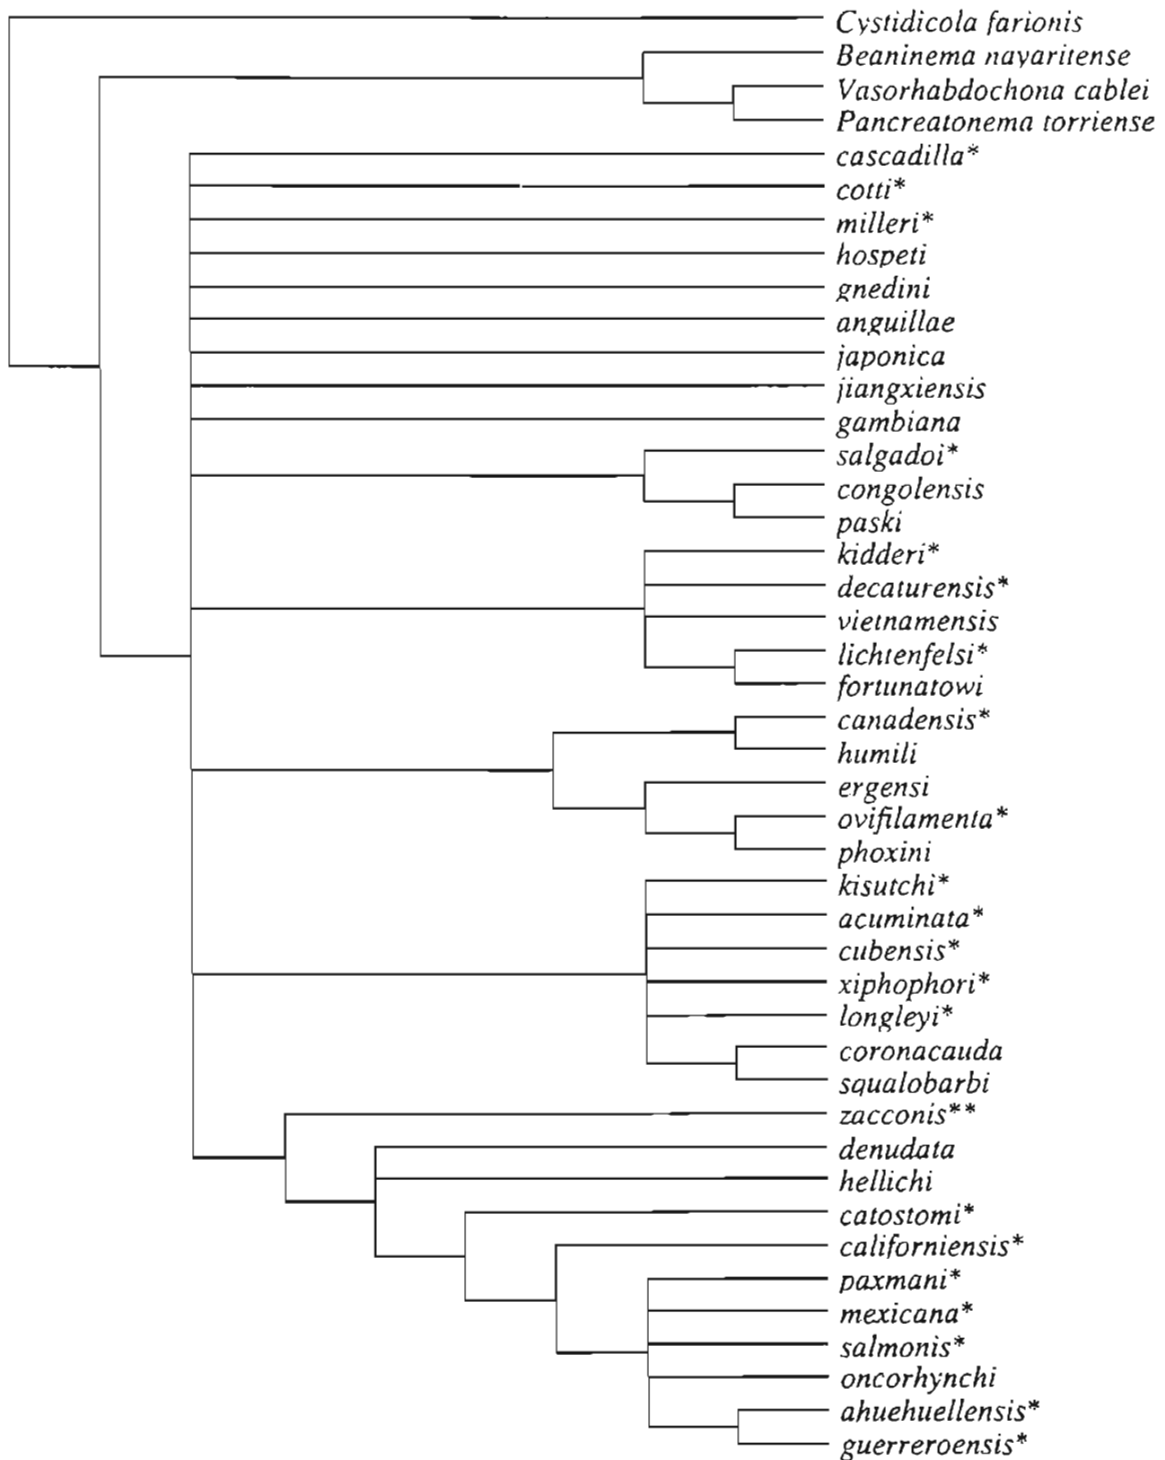 Cystidicola farionis
Beaninema nayaritense
Vasorhabdochona cablei
Pancreatonema torriense
cascadilla*
cotti*
milleri*
hospeti
gnedini
anguillae
japonica
jiangxiensis
gambiana
salgadoi*
congolensis
paski
kidderi*
decaturensis*
vietnamensis
lichtenfelsi*
fortunatowi
canadensis*
humili
ergensi
ovifilamenta*
phoxini
kisutchi*
acuminata*
cubensis*
xiphophori*
longleyi*
coronacauda
squalobarbi
zacconis**
denudata
hellichi
catostomi*
californiensis*
paxmani*
mexicana*
salmonis*
oncorhynchi
ahuehuellensis*
guerreroensis*